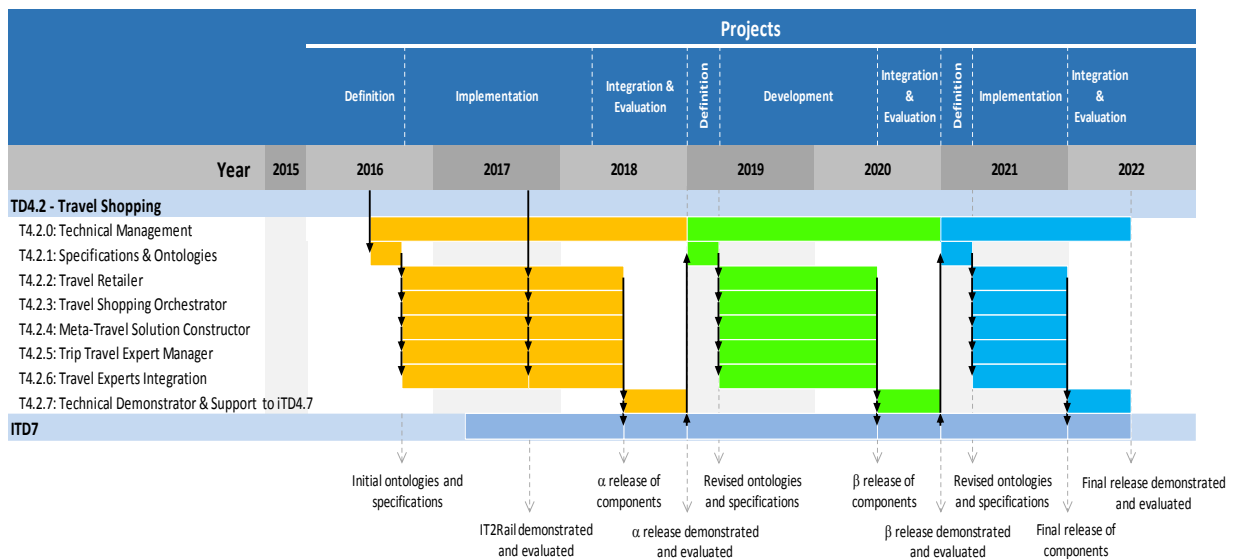 Projects
Definition
Implementation
Integration &
Evaluation
Definition
Development
Integration
&
Evaluation
Definition
Implementation
Integration
&
Evaluation
Year 2015 2016 2017 2018 2019 2020 2021 2022
TD4.2 - Travel Shopping
T4.2.0: Technical Management
T4.2.1: Specifications & Ontologies
T4.2.2: Travel Retailer
T4.2.3: Travel Shopping Orchestrator
T4.2.4: Meta-Travel Solution Constructor
T4.2.5: Trip Travel Expert Manager
T4.2.6: Travel Experts Integration
T4.2.7: Technical Demonstrator & Support to iTD4.7
ITD7
Initial ontologies and
specifications
IT2Rail demonstrated
and evaluated
α release of
components
α release demonstrated
and evaluated
Revised ontologies
and specifications
β release of
components
β release demonstrated
and evaluated
Revised ontologies
and specifications
Final release of
components
Final release demonstrated
and evaluated